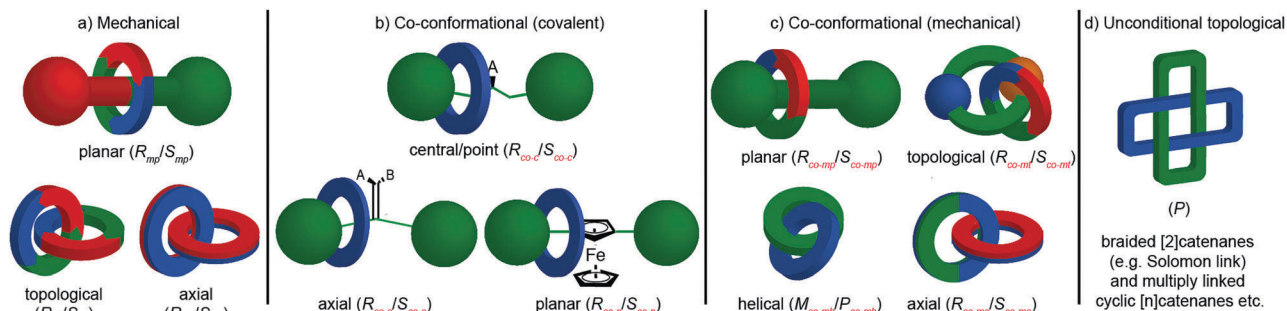 a) Mechanical
planar (Rmp/Smp)
topological
axial
b) Co-conformational (covalent)
A
central/point (Rco-c/Sco-c)
A B
Fe
axial
planar
c) Co-conformational (mechanical)
planar (Rco-mp/Sco-mp)
topological (Rco-mt/Sco-mt)
helical
axial
d) Unconditional topological
(P)
braided [2]catenanes
(e.g. Solomon link)
and multiply linked
cyclic [n]catenanes etc.